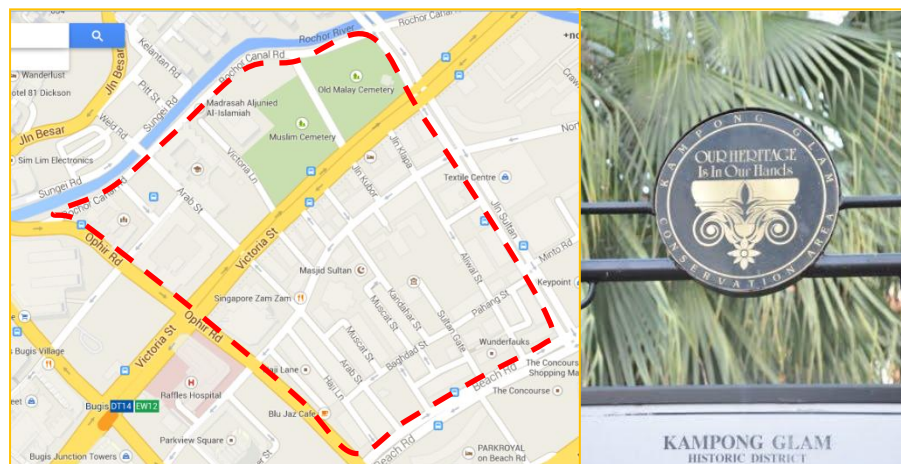 Rochor River
Rochor Canal Rd
+no
Kelantan Rd
Jln Besar
Wanderlust
otel 81 Dickson
Pitt St
Sungei Rd
Weld Rd
Jln Besar
Sim Lim Electronics
Sungei Rd
Rochor Canal Rd
Old Malay Cemetery
Madrasah Aljunied
Al-Islamiah
Muslim Cemetery
Victoria Ln
Arab St
Craw
Nort
Jln Klapa
Jln Kubor
Textile Centre
Jln Sultan
Minto Rd
Ophir Rd
Victoria St
Masjid Sultan
Aliwal St
Keypoint
Singapore Zam Zam
Pahang St
Kandahar St
Muscat St
Sultan Gate
Ophir Rd
Victoria St
Muscat St
Baghdad St
Wunderfauks
s Bugis Village
Arab St
Haji Ln
Beach Rd
The Concourse
Shopping Ma
Haji Lane
Raffles Hospital
The Concourse
eet
Bugis DT14 EW12
Blu Jaz Cafe
Beach Rd
Parkview Square
Bugis Junction Towers
PARKROYAL
on Beach Rd
KAMPONG GLAM
OUR HERITAGE
Is In Our Hands
CONSERVATION AREA
KAMPONG GLAM
HISTORIC DISTRICT